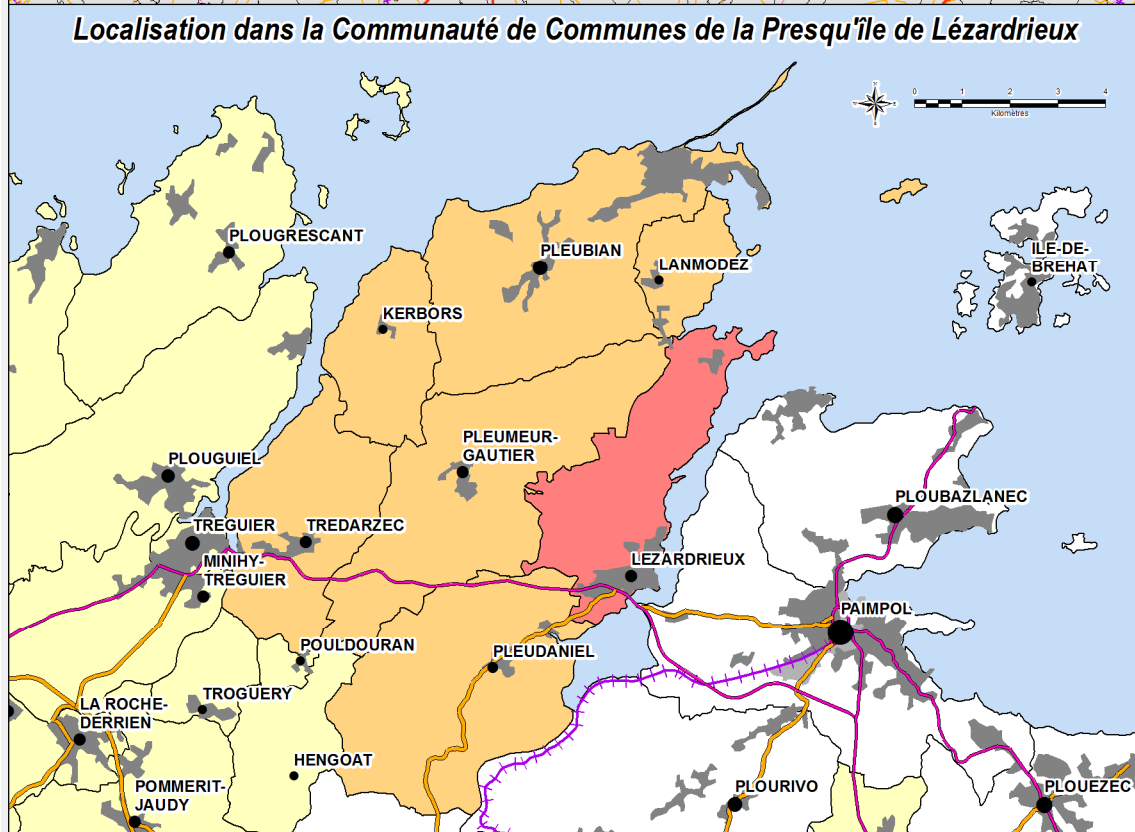 Localisation dans la Communauté de Communes de la Presqu'île de Lézardrieux
0 1 2 3 4
Kilomètres
PLOUGRESCANT
PLEUBIAN
LANMODEZ
ILE-DE-
BREHAT
KERBORS
PLEUMEUR-
GAUTIER
PLOUGUIEL
PLOUBAZLANEC
TREGUIER
TREDARZEC
MINIHY-
TREGUIER
LEZARDRIEUX
PAIMPOL
POULDOURAN
PLEUDANIEL
TROGUERY
LA ROCHE-
DERRIEN
HENGOAT
POMMERIT-
JAUDY
PLOURIVO
PLOUEZEC